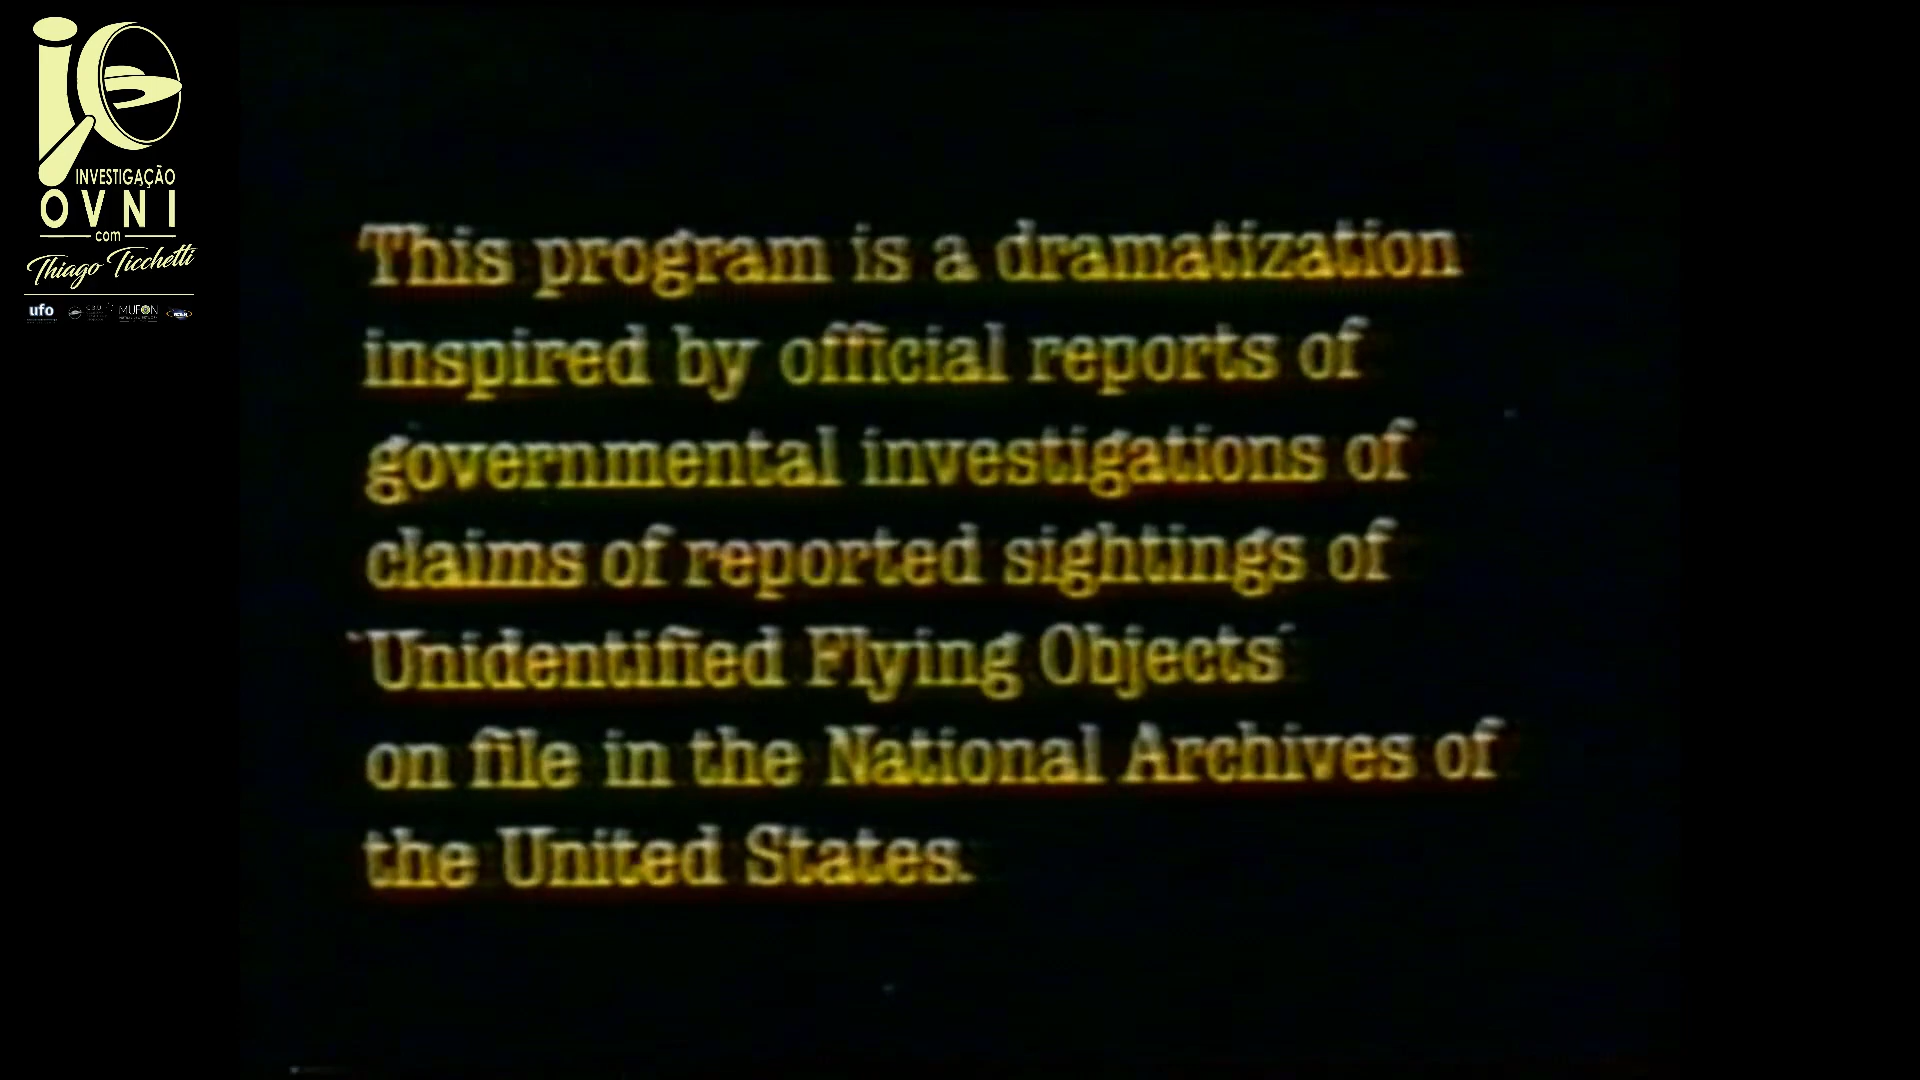 INVESTIGAÇÃO
OVNI
com
Thiago Ticchetti
ufo
MUFON
This program is a dramatization
inspired by official reports of
governmental investigations of
claims of reported sightings of
"Unidentified Flying Objects"
on file in the National Archives of
the United States.